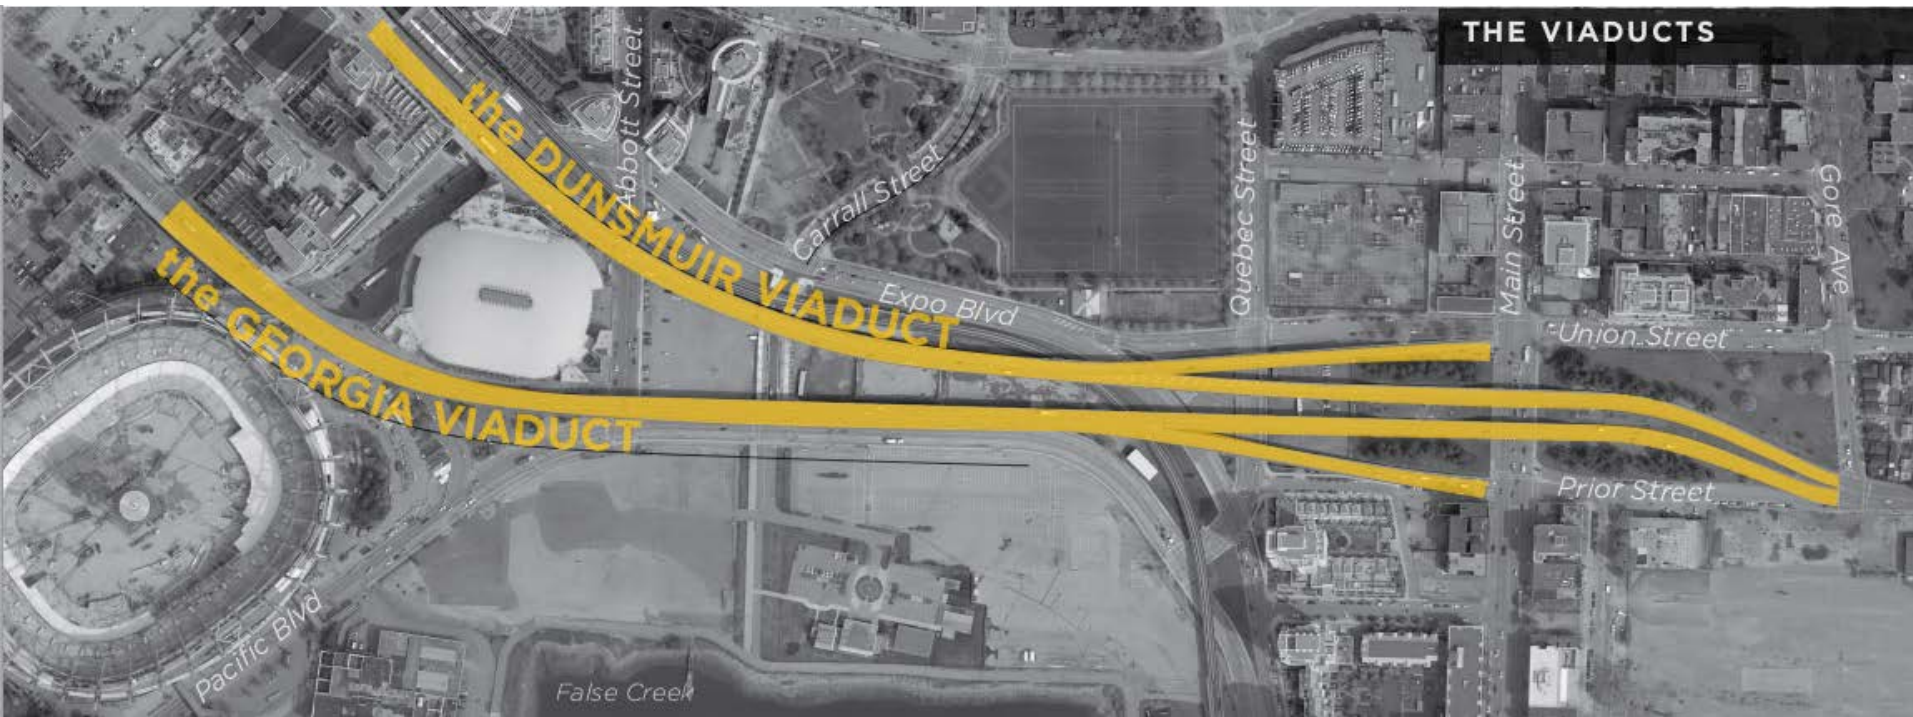 THE VIADUCTS
the DUNSMUIR VIADUCT
the GEORGIA VIADUCT
Abbott Street
Carrall Street
Expo Blvd
Quebec Street
Main Street
Gore Ave
Union Street
Prior Street
Pacific Blvd
False Creek